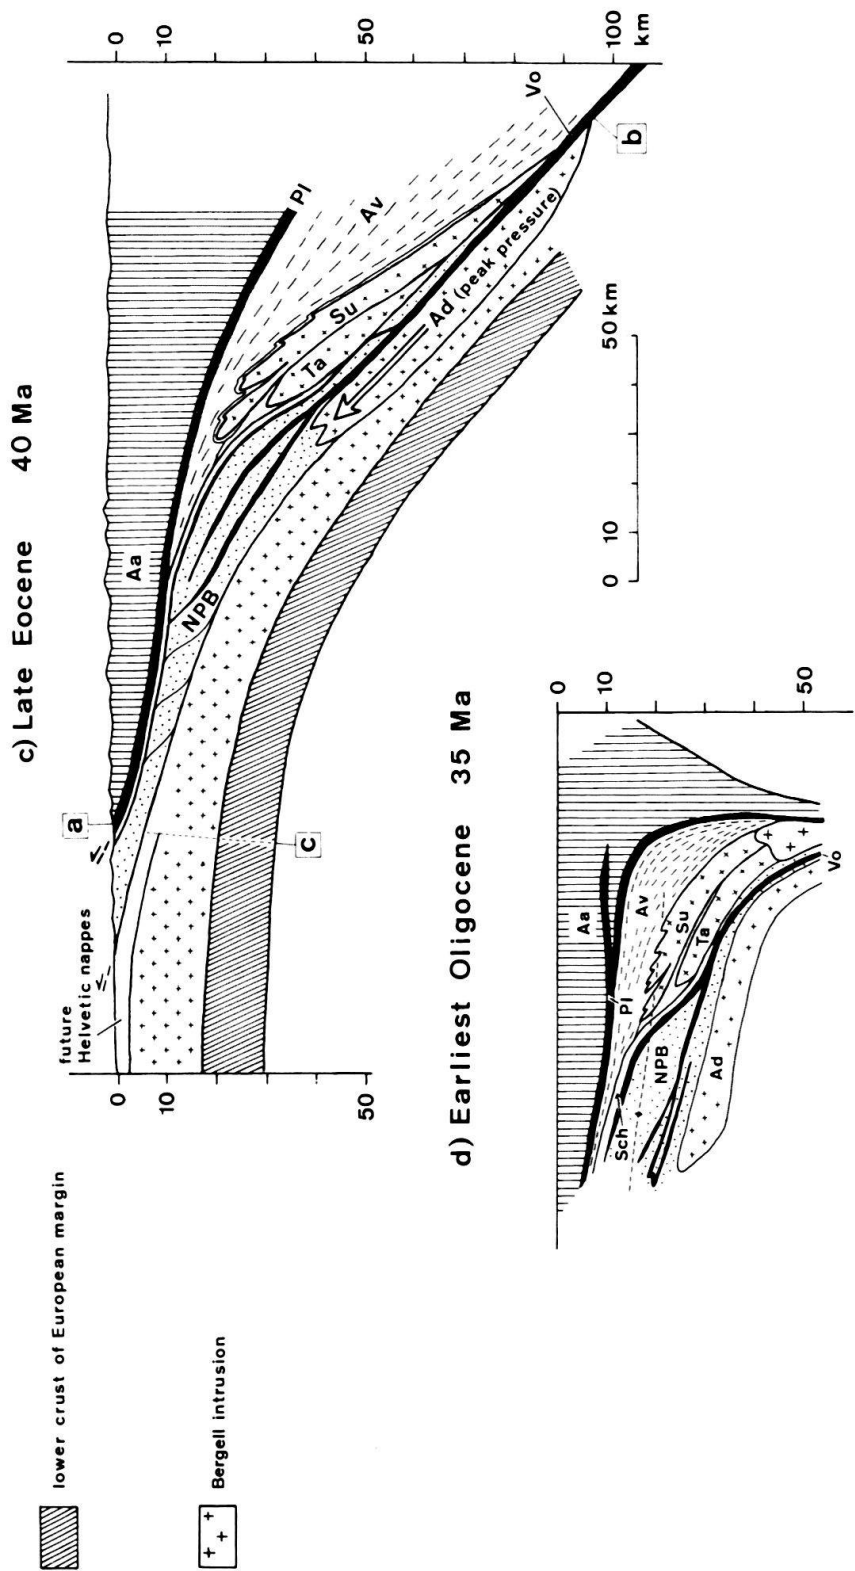 c) Late Eocene 40 Ma
0
10
50
100
km
future
Helvetic nappes
a
Aa
Pl
Av
Su
Ta
Ad (peak pressure)
Vo
b
NPB
c
0
10
50
0
10
50 km
d) Earliest Oligocene 35 Ma
0
10
50
Aa
Pl
Av
Su
Ta
Sch
NPB
Ad
Vo
lower crust of European margin
Bergell intrusion